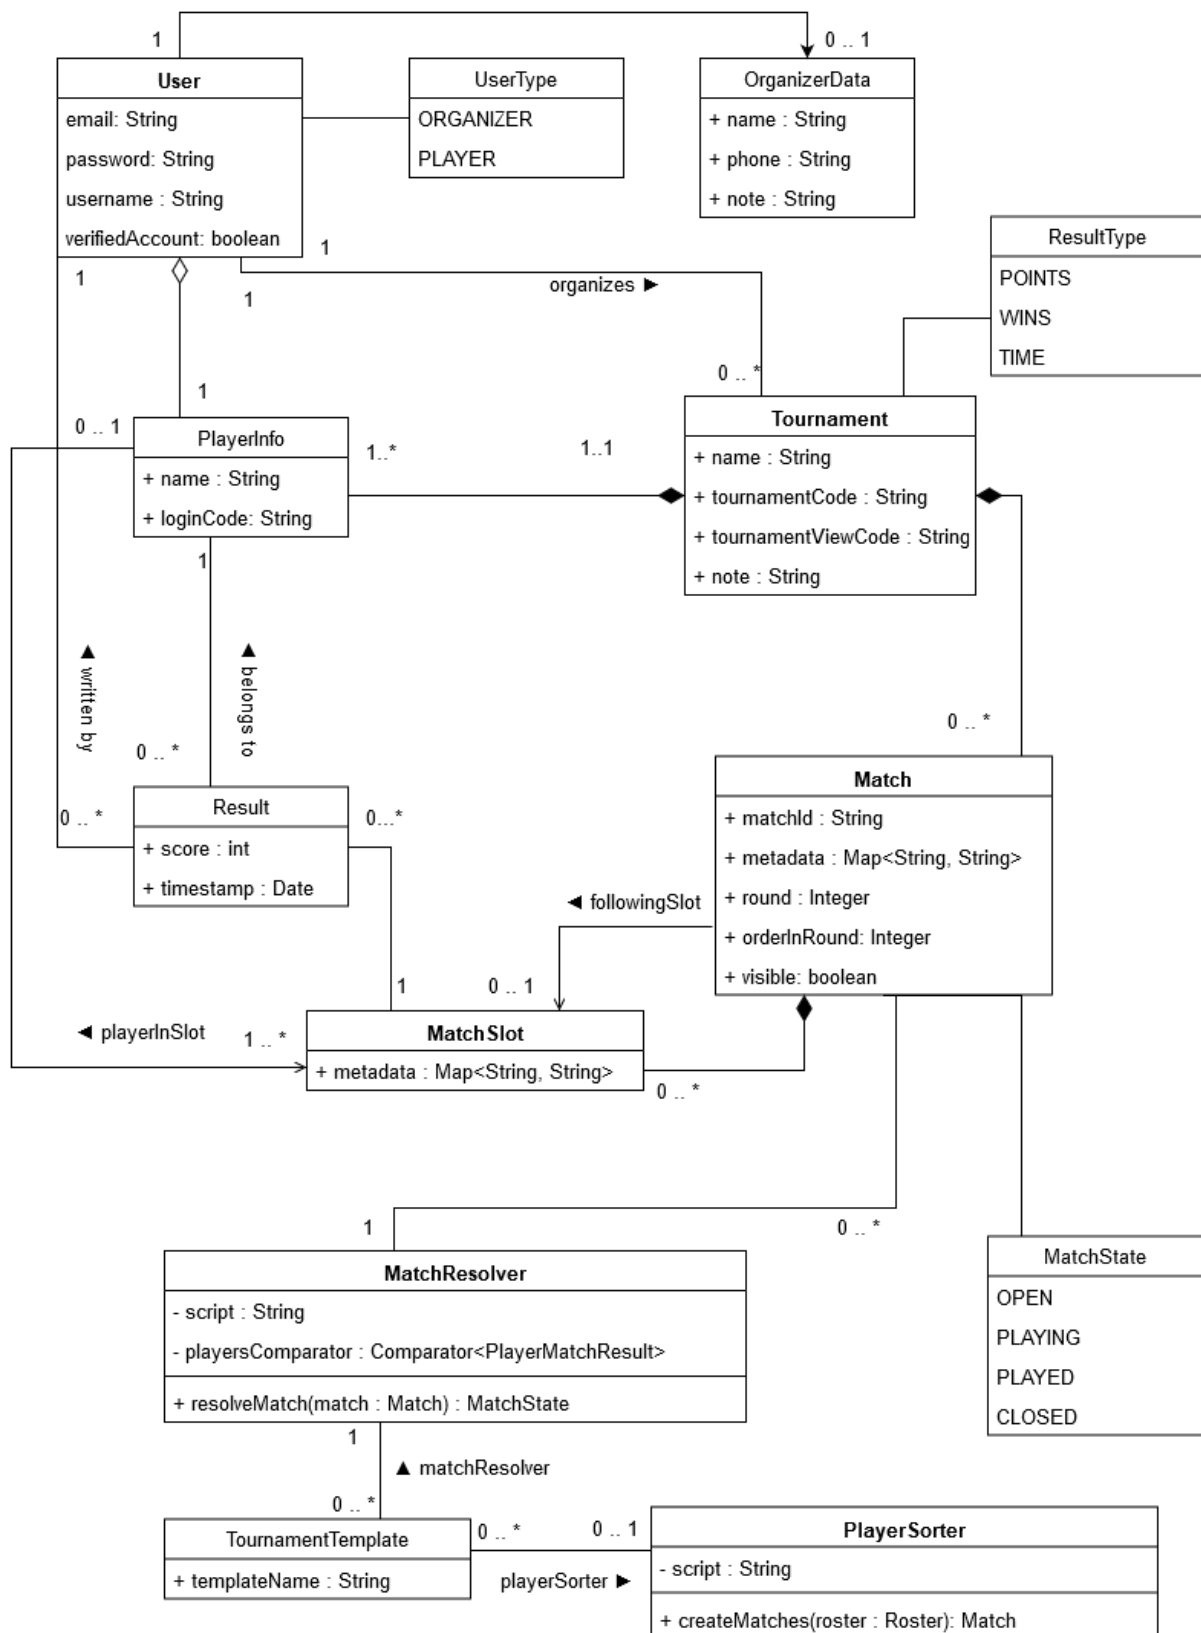 1
0 .. 1
User
email: String
password: String
username : String
verifiedAccount: boolean
UserType
ORGANIZER
PLAYER
OrganizerData
+ name : String
+ phone : String
+ note : String
ResultType
POINTS
WINS
TIME
1
1
1
organizes ►
0 .. *
1
0 .. 1
PlayerInfo
+ name : String
+ loginCode: String
1..*
1..1
Tournament
+ name : String
+ tournamentCode : String
+ tournamentViewCode : String
+ note : String
1
◄ written by
◄ belongs to
0 .. *
0 .. *
0 .. *
Result
+ score : int
+ timestamp : Date
0...*
0 .. *
Match
+ matchId : String
+ metadata : Map<String, String>
+ round : Integer
+ orderInRound: Integer
+ visible: boolean
◄ followingSlot
1
0 .. 1
◄ playerInSlot
1 .. *
MatchSlot
+ metadata : Map<String, String>
0 .. *
1
0 .. *
MatchResolver
- script : String
- playersComparator : Comparator<PlayerMatchResult>
+ resolveMatch(match : Match) : MatchState
MatchState
OPEN
PLAYING
PLAYED
CLOSED
1
▲ matchResolver
0 .. *
TournamentTemplate
+ templateName : String
0 .. *
0 .. 1
playerSorter ►
PlayerSorter
- script : String
+ createMatches(roster : Roster): Match